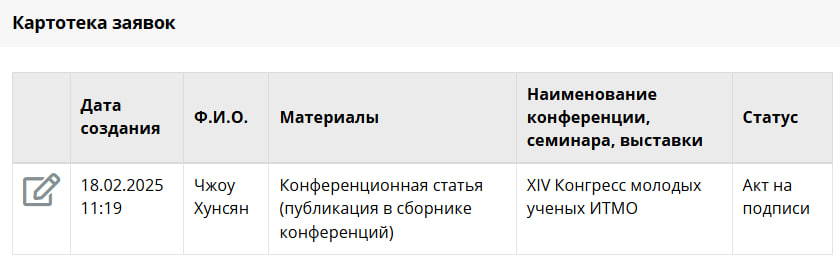 Картотека заявок
Дата
создания
Ф.И.О.
Материалы
Наименование
конференции,
семинара, выставки
Статус
18.02.2025
11:19
Чжоу
Хунсян
Конференционная статья
(публикация в сборнике
конференций)
XIV Конгресс молодых
ученых ИТМО
Акт на
подписи